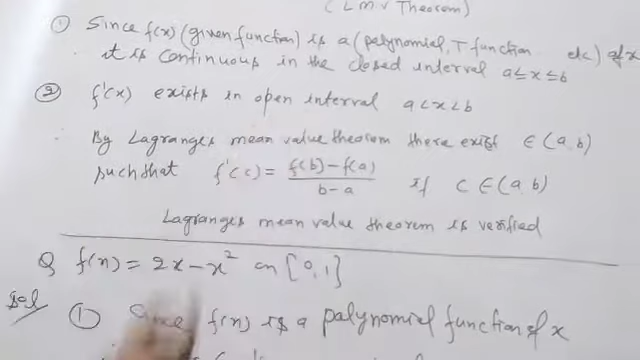 (LMV Theorem)
① Since f(x) (given function) is a (polynomial, T function etc) of x
it is continuous in the closed interval a≤x≤b
② f'(x) exists in open interval a<x<b
By Lagranges mean value theorem there exist ∈(a,b)
such that f'(c) = f(b)-f(a) / b-a if c ∈(a,b)
Lagranges mean value theorem is verified
Q f(x) = 2x-x² on [0,1]
Sol ① Since f(x) is a polynomial function of x